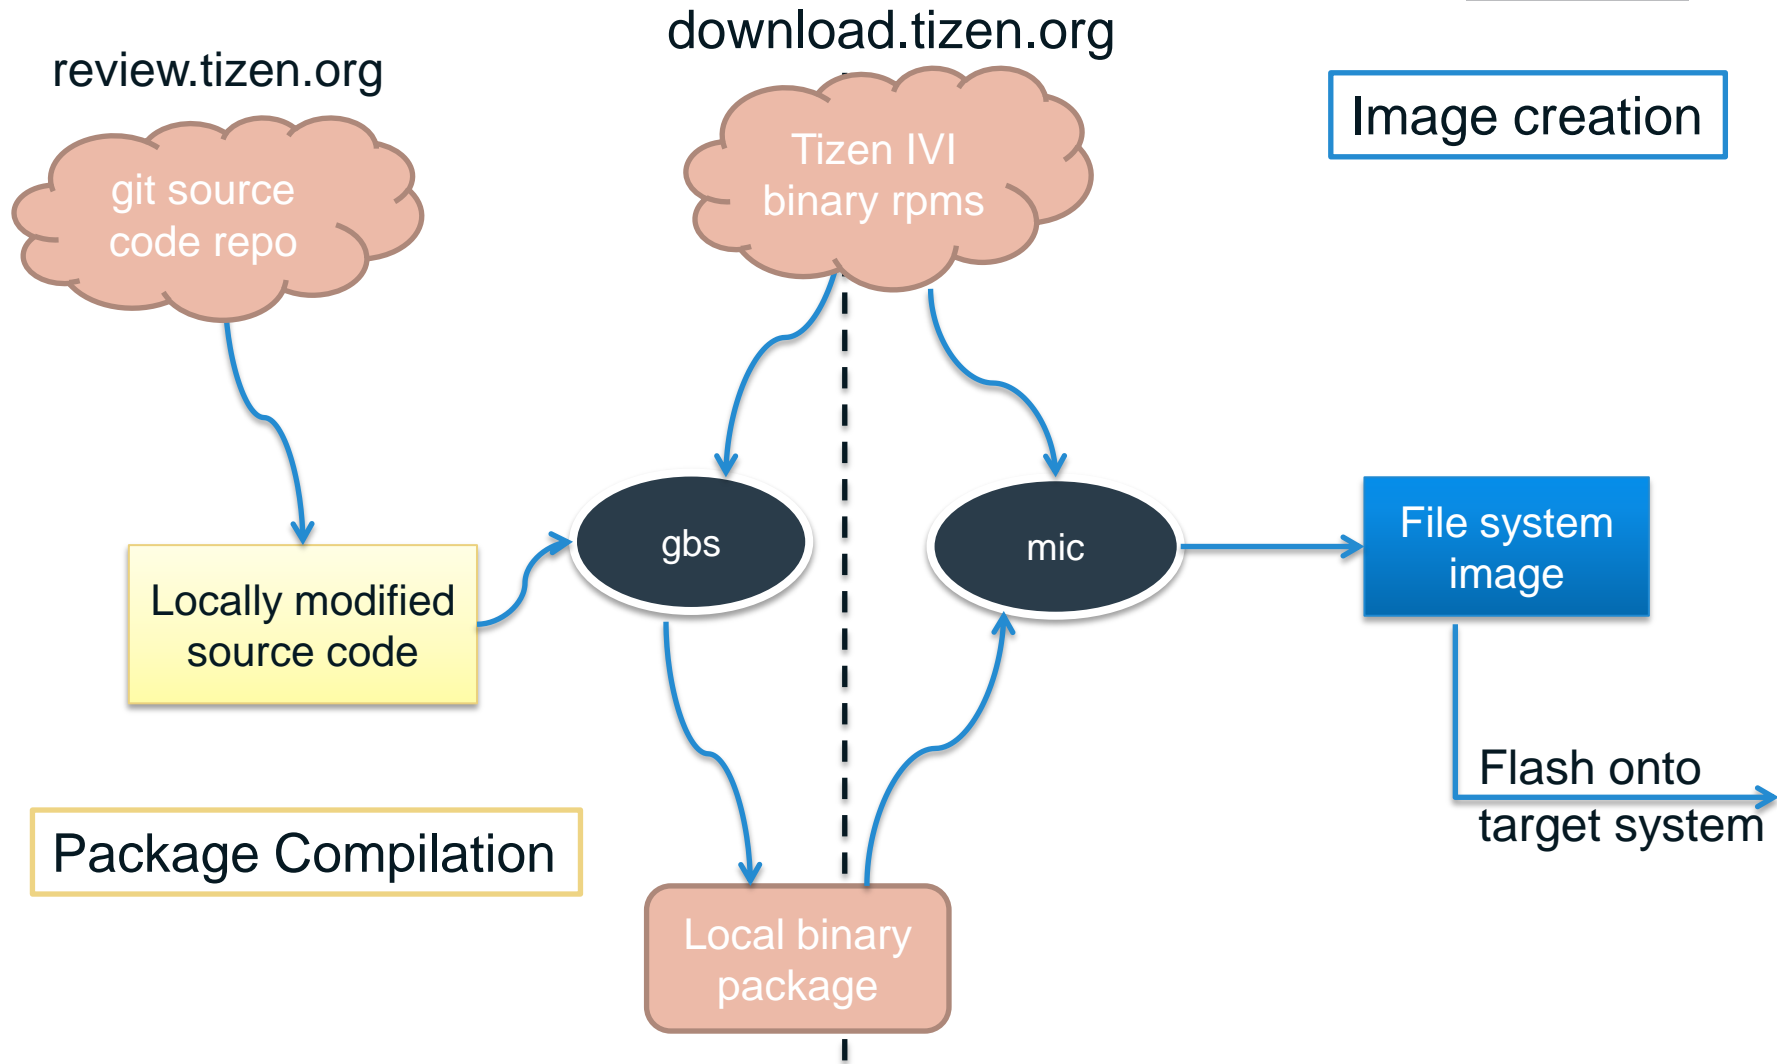 download.tizen.org
review.tizen.org
Image creation
Tizen IVI
binary rpms
git source
code repo
gbs
mic
File system
image
Locally modified
source code
Flash onto
target system
Package Compilation
Local binary
package